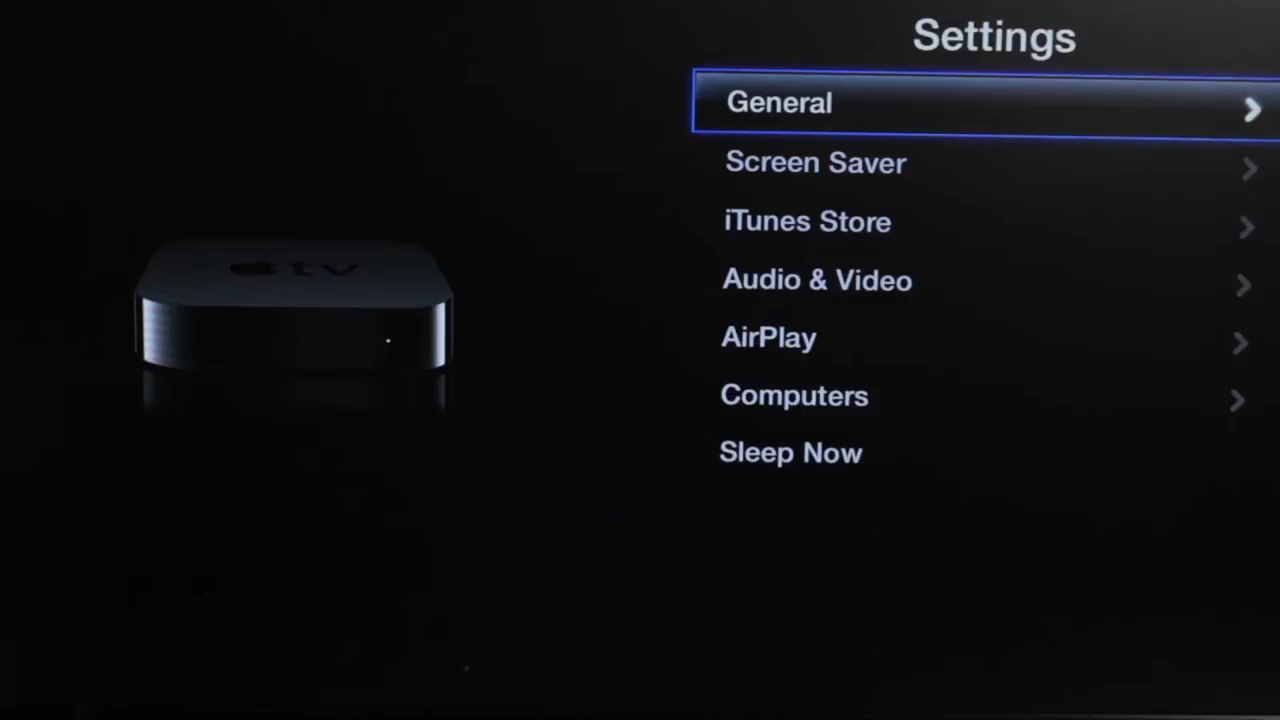 tv
Settings
General
Screen Saver
iTunes Store
Audio & Video
AirPlay
Computers
Sleep Now